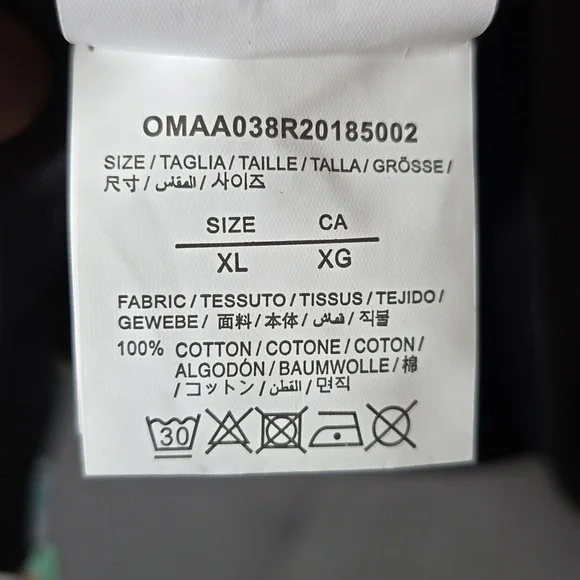 OMAA038R20185002
SIZE / TAGLIA / TAILLE / TALLA / GRÖSSE /
尺寸 / المقاس / 사이즈
SIZE CA
XL XG
FABRIC / TESSUTO / TISSUS / TEJIDO /
GEWEBE / 面料 / 本体 / قماش / 직물
100% COTTON / COTONE / COTON /
ALGODÓN / BAUMWOLLE / 棉
/ コットン / القطن / 면직
30